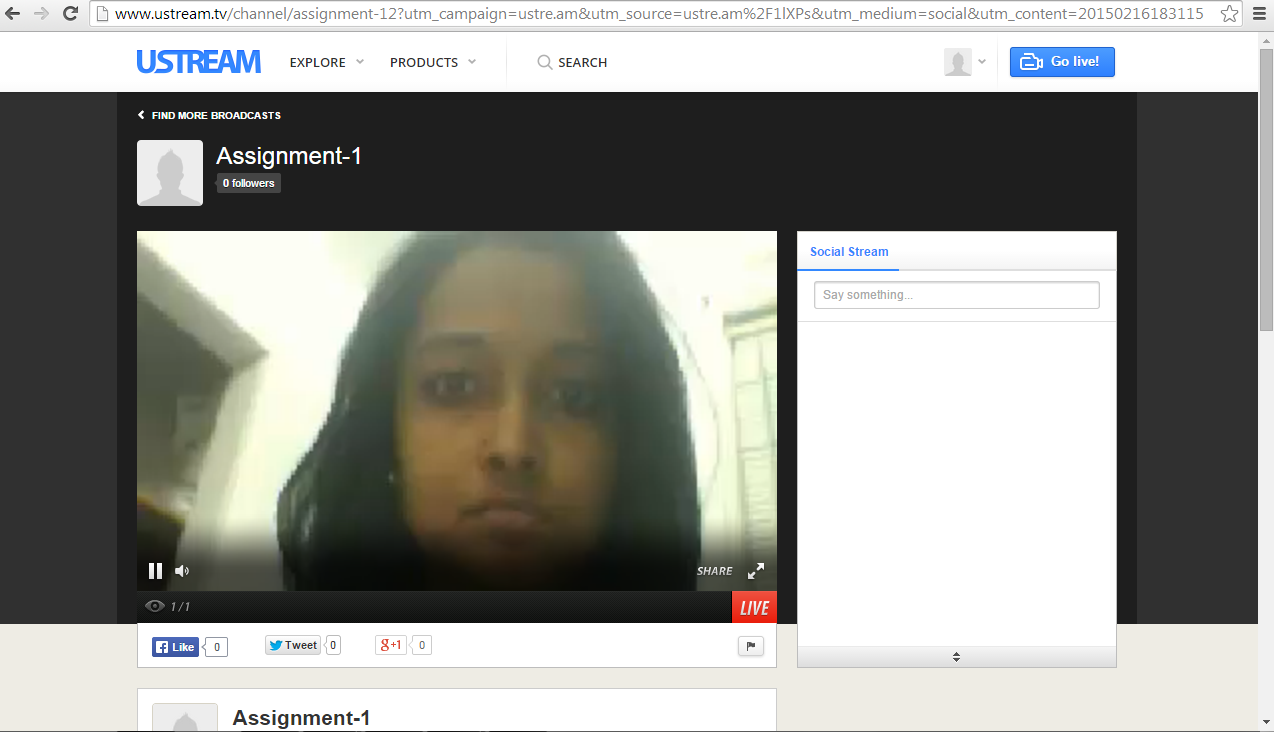 www.ustream.tv/channel/assignment-12?utm_campaign=ustre.am&utm_source=ustre.am%2F1lXPs&utm_medium=social&utm_content=20150216183115
USTREAM EXPLORE PRODUCTS SEARCH Go live!
FIND MORE BROADCASTS
Assignment-1
0 followers
Social Stream
Say something...
SHARE
1/1 LIVE
Like 0 Tweet 0 g+1 0
Assignment-1